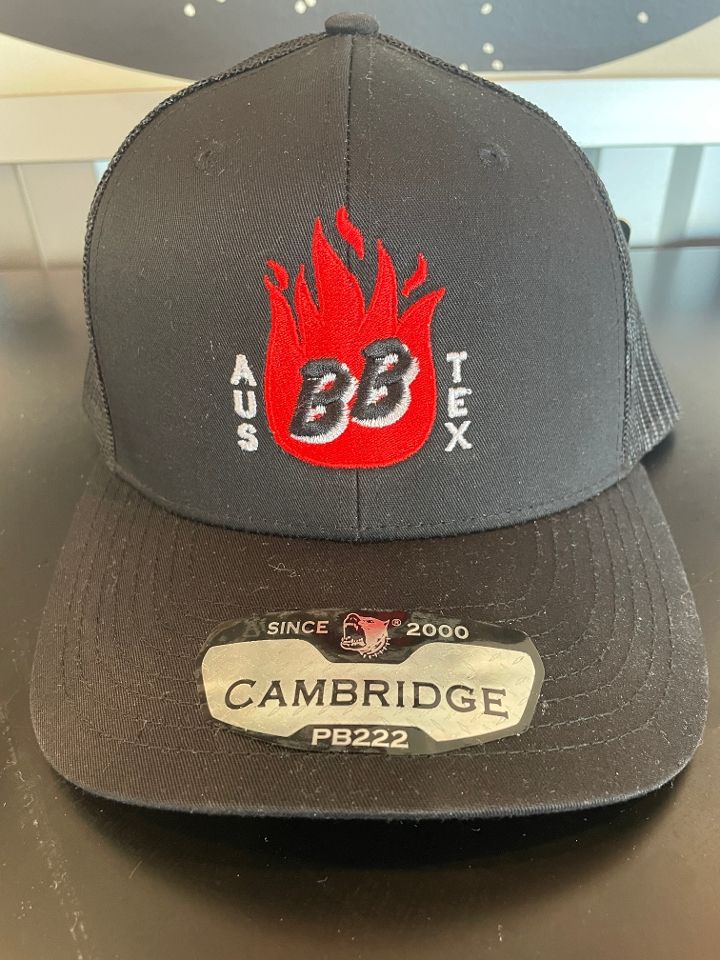 AUS
BB
TEX
SINCE ® 2000
CAMBRIDGE
PB222